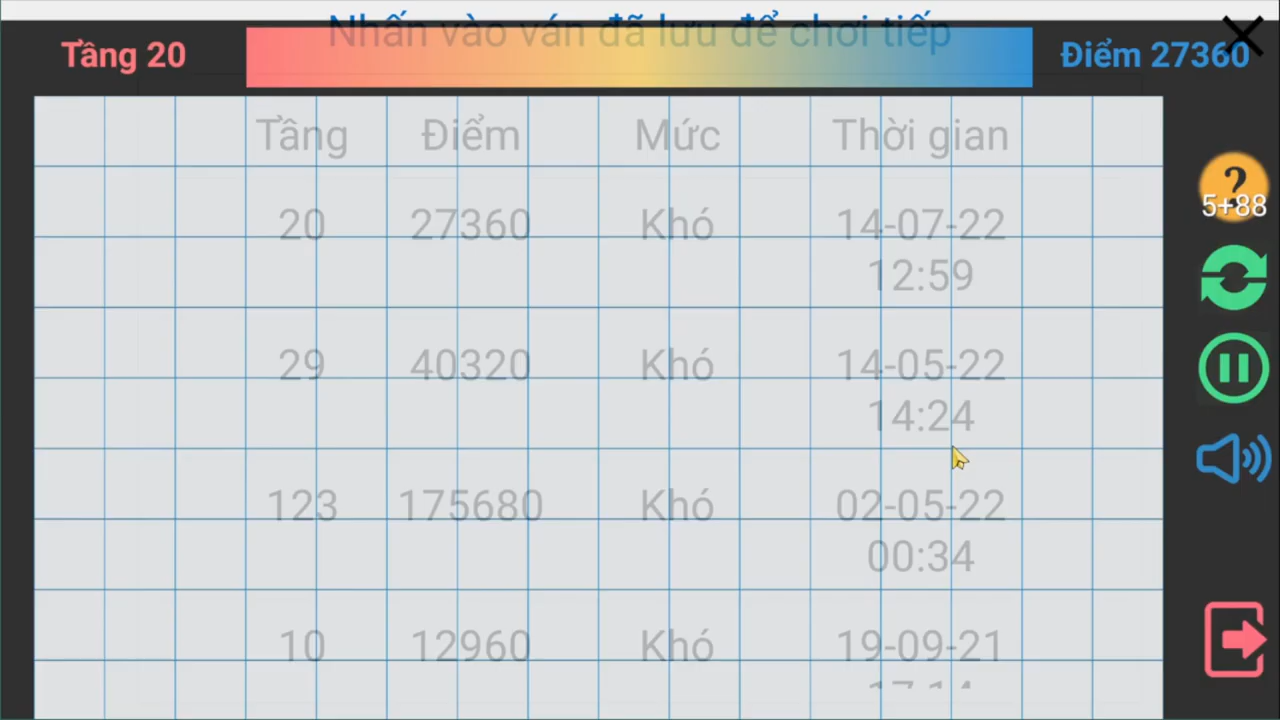 Nhấn vào ván đã lưu để chơi tiếp
Tầng 20
Điểm 27360
Tầng Điểm Mức Thời gian
20 27360 Khó 14-07-22
12:59
29 40320 Khó 14-05-22
14:24
123 175680 Khó 02-05-22
00:34
10 12960 Khó 19-09-21
?
5+88